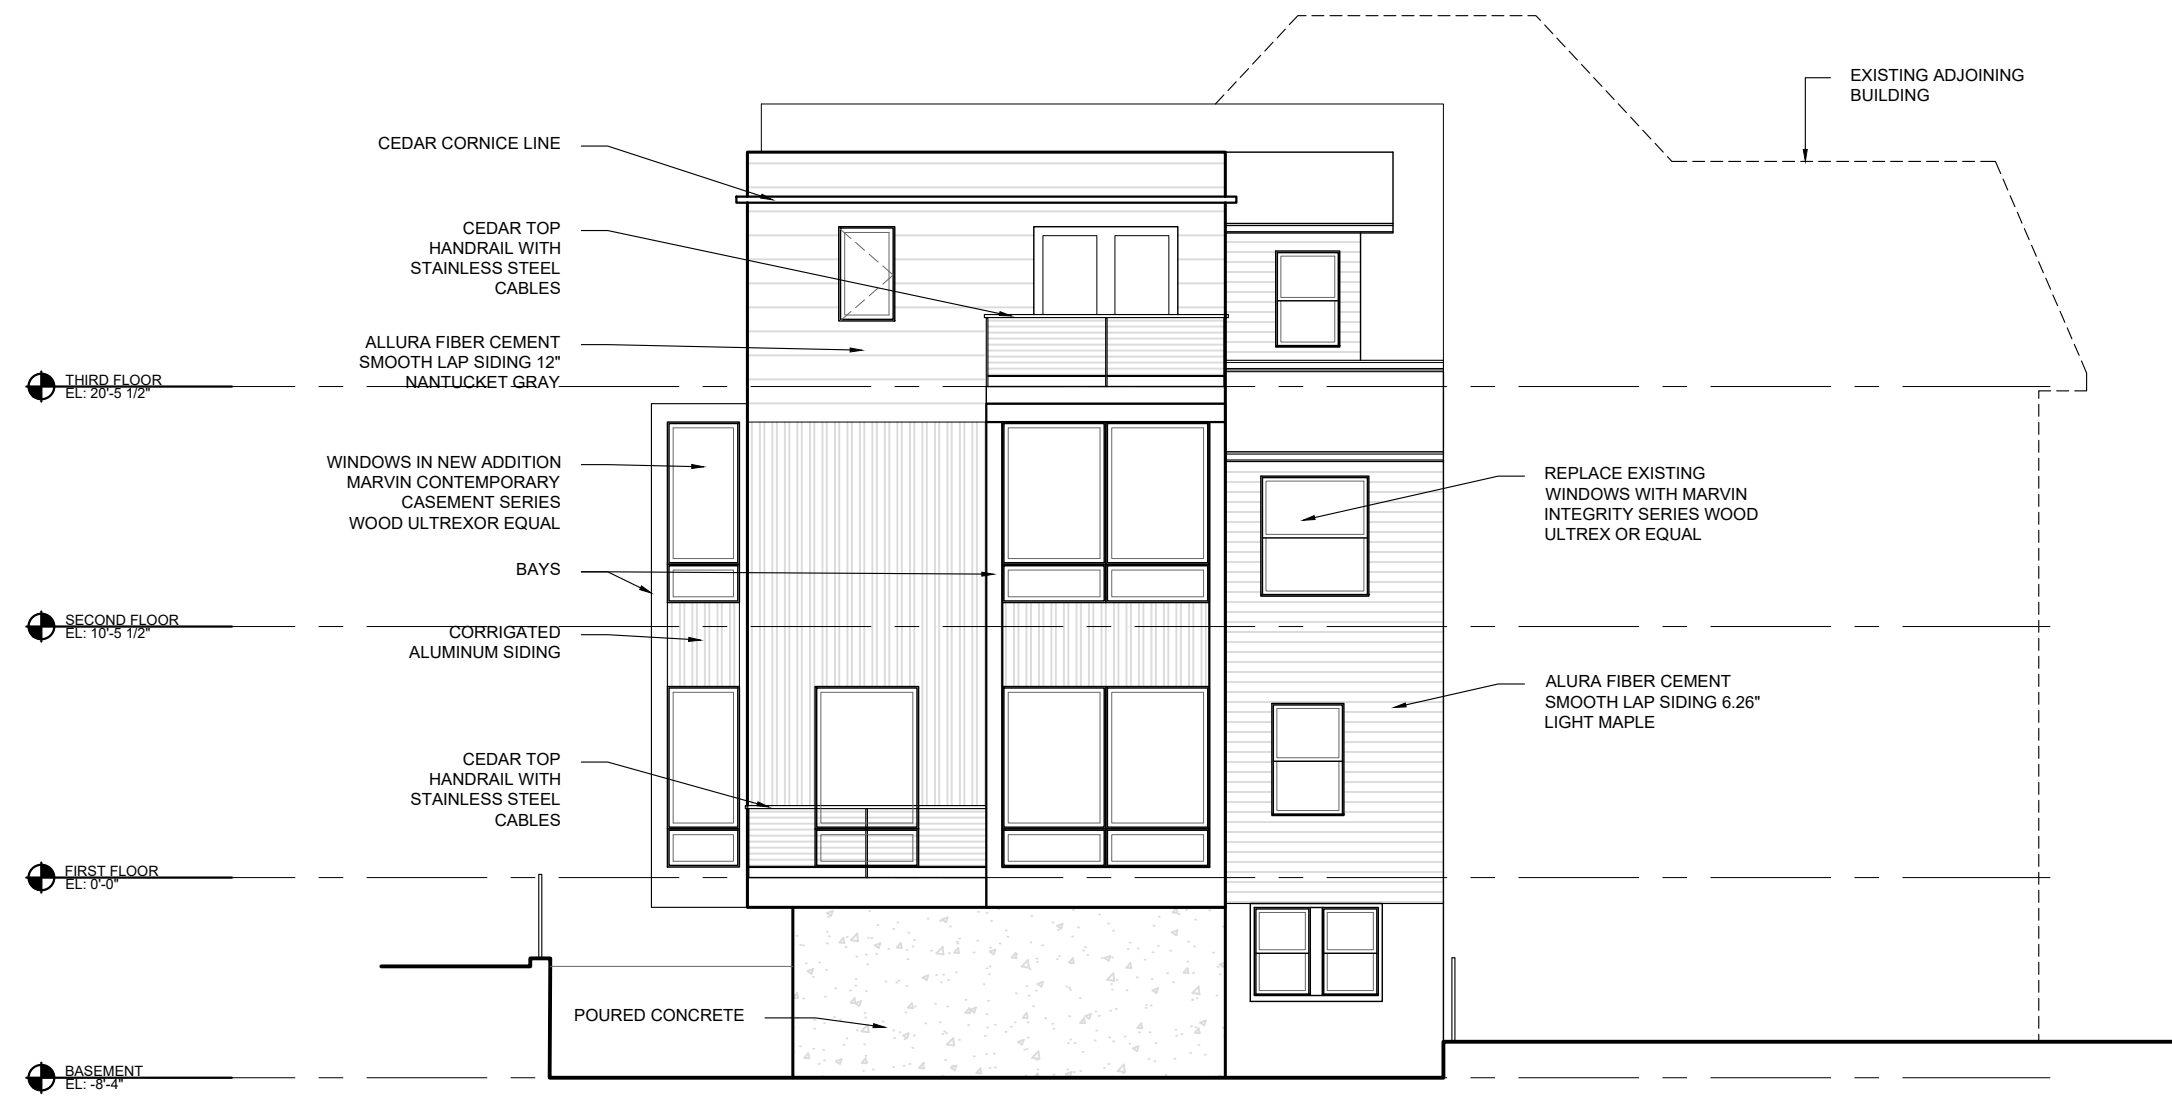 EXISTING ADJOINING
BUILDING
CEDAR CORNICE LINE
CEDAR TOP
HANDRAIL WITH
STAINLESS STEEL
CABLES
ALLURA FIBER CEMENT
SMOOTH LAP SIDING 12"
NANTUCKET GRAY
THIRD FLOOR
EL: 20'-5 1/2"
WINDOWS IN NEW ADDITION
MARVIN CONTEMPORARY
CASEMENT SERIES
WOOD ULTREXOR EQUAL
REPLACE EXISTING
WINDOWS WITH MARVIN
INTEGRITY SERIES WOOD
ULTREX OR EQUAL
BAYS
SECOND FLOOR
EL: 10'-5 1/2"
CORRIGATED
ALUMINUM SIDING
ALURA FIBER CEMENT
SMOOTH LAP SIDING 6.26"
LIGHT MAPLE
CEDAR TOP
HANDRAIL WITH
STAINLESS STEEL
CABLES
FIRST FLOOR
EL: 0'-0"
POURED CONCRETE
BASEMENT
EL: -8'-4"